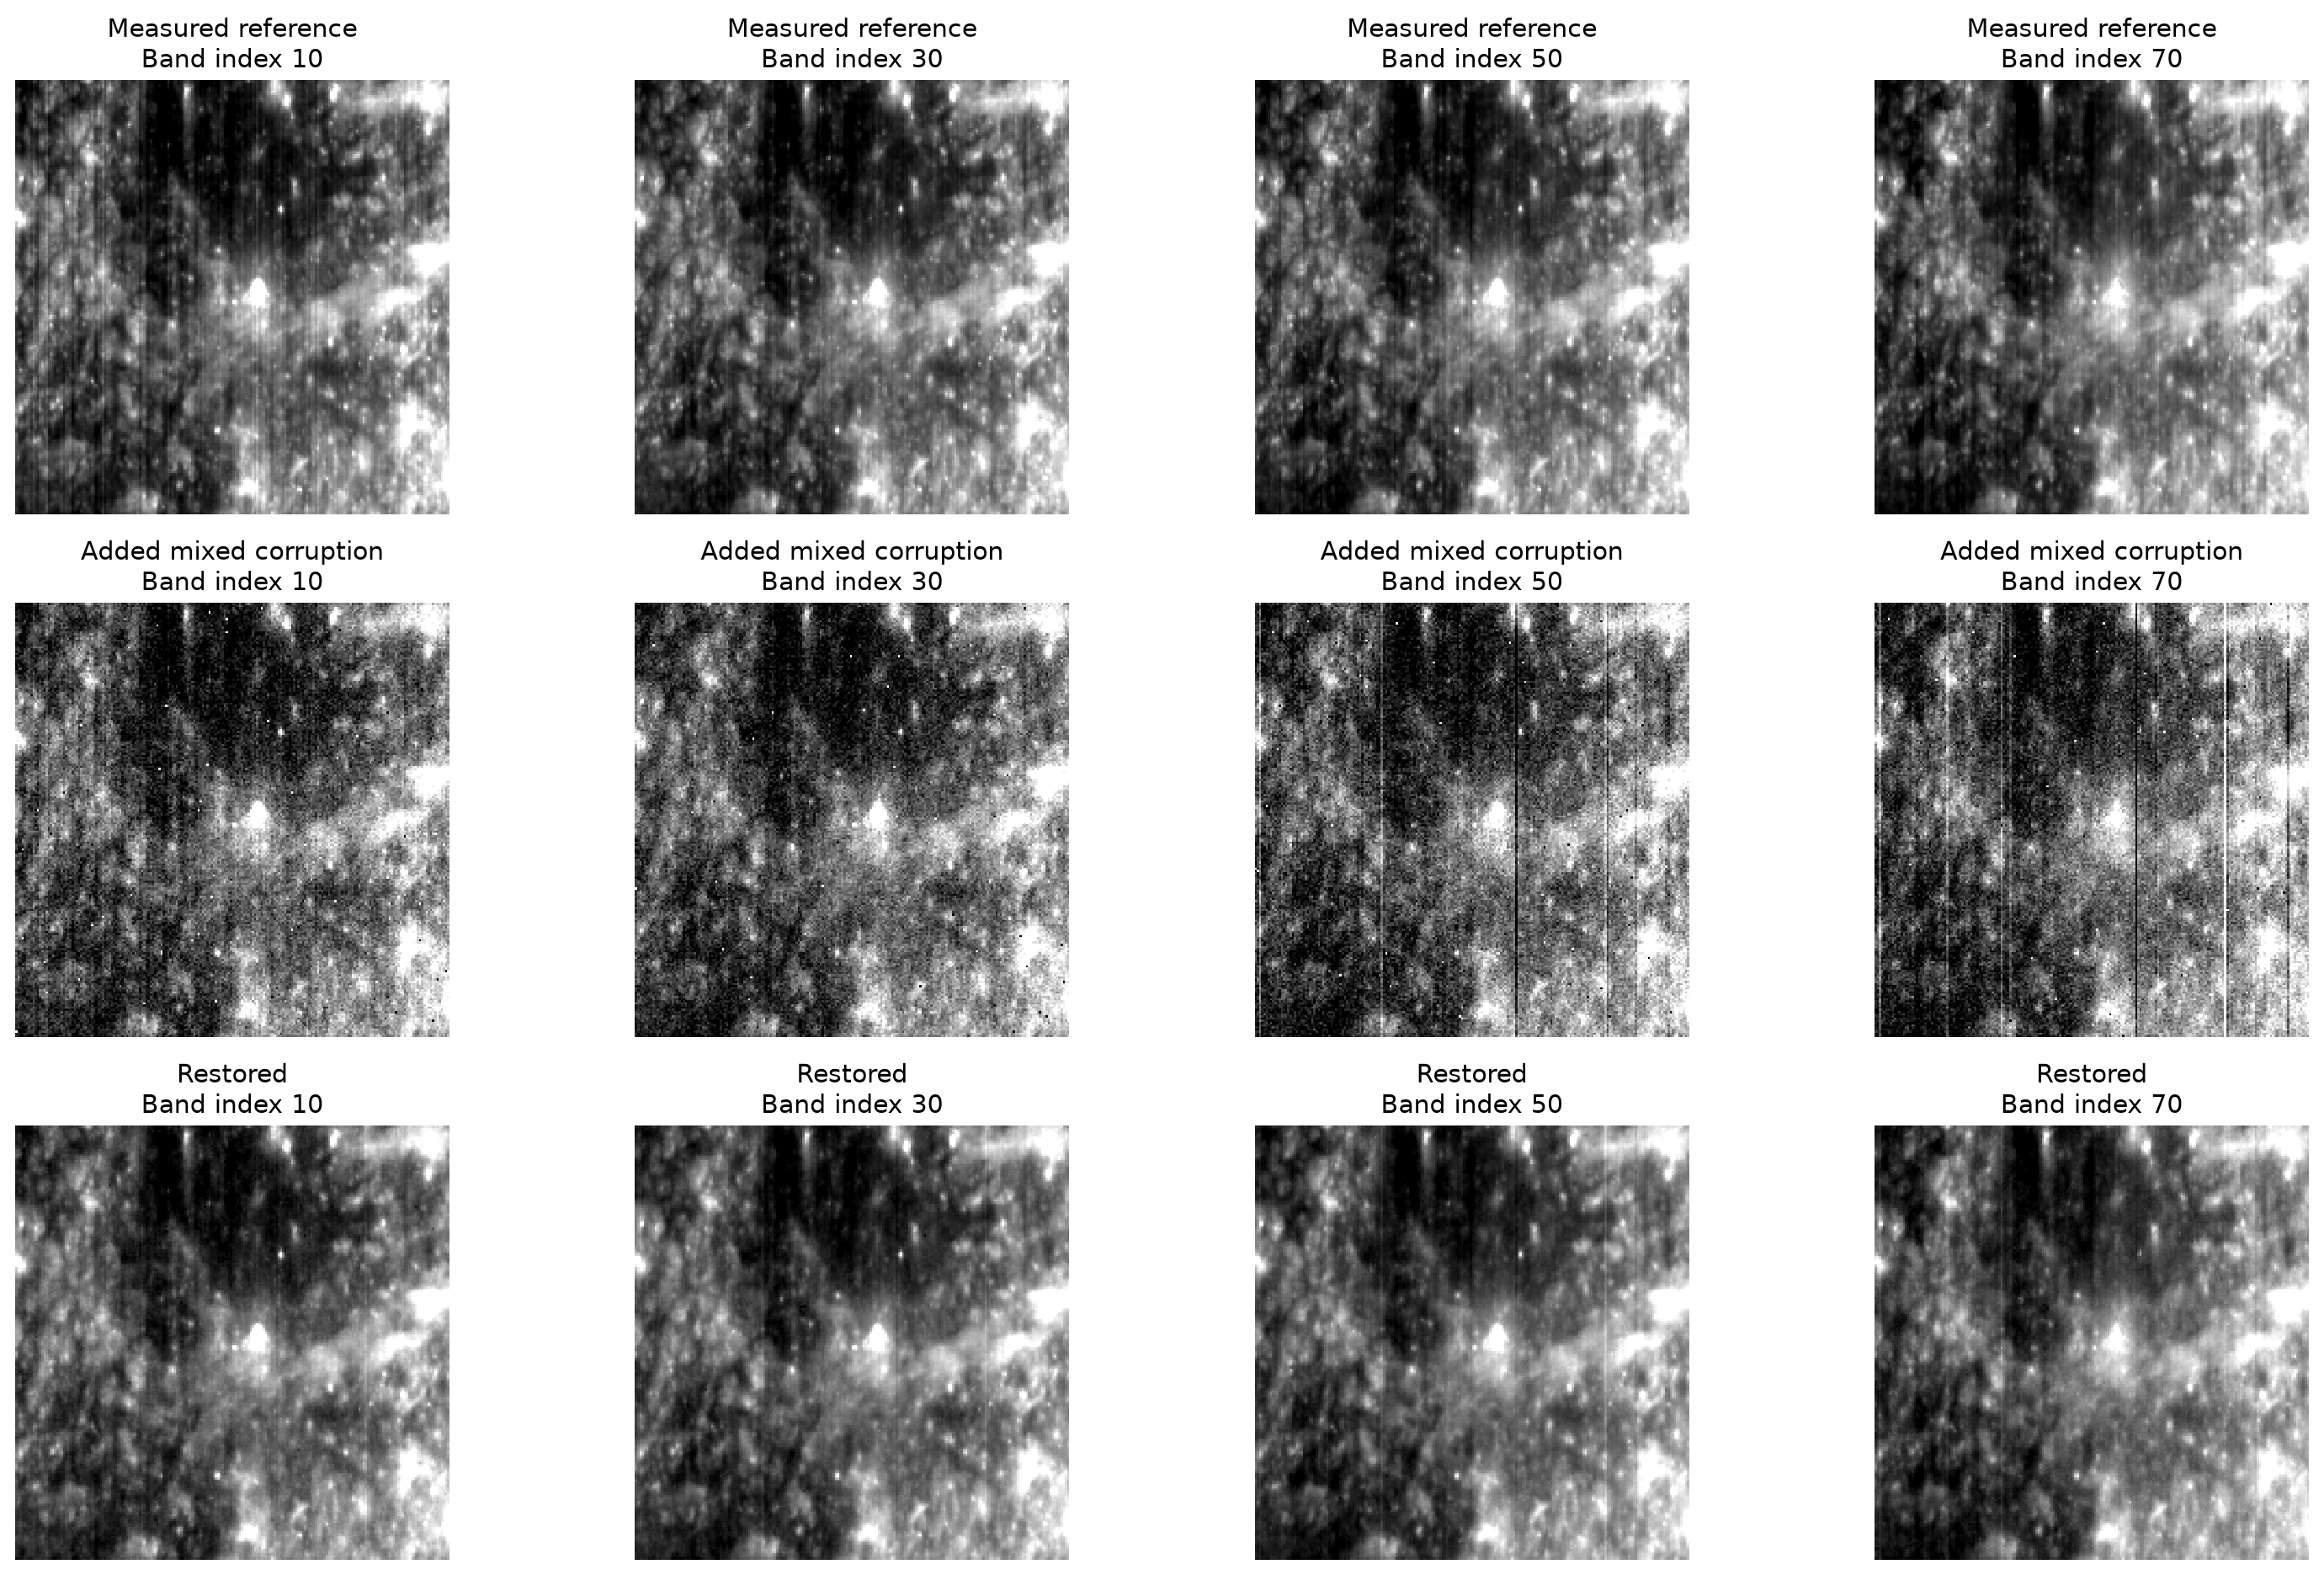 Measured reference
Band index 10
Measured reference
Band index 30
Measured reference
Band index 50
Measured reference
Band index 70
Added mixed corruption
Band index 10
Added mixed corruption
Band index 30
Added mixed corruption
Band index 50
Added mixed corruption
Band index 70
Restored
Band index 10
Restored
Band index 30
Restored
Band index 50
Restored
Band index 70